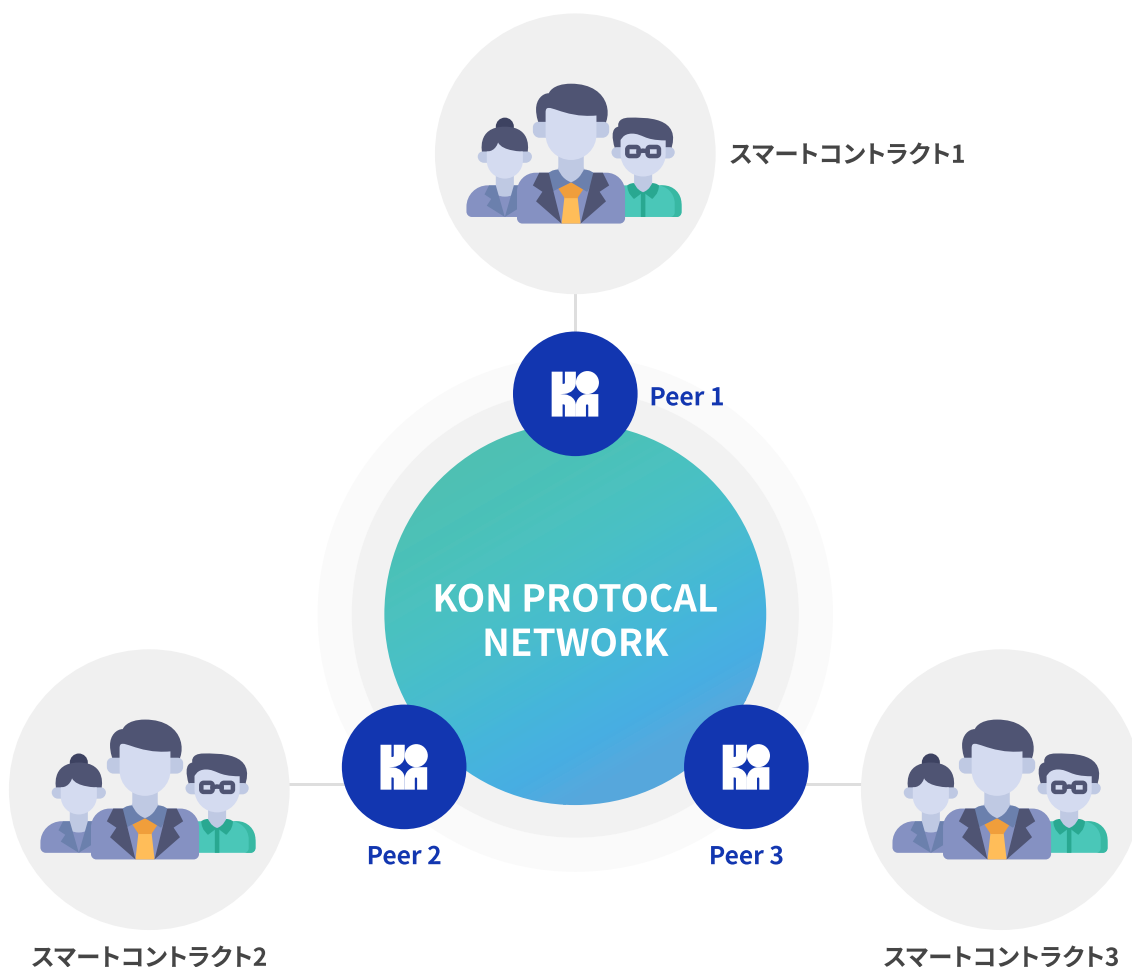 スマートコントラクト1
Peer 1
KON PROTOCAL
NETWORK
Peer 2
Peer 3
スマートコントラクト2
スマートコントラクト3